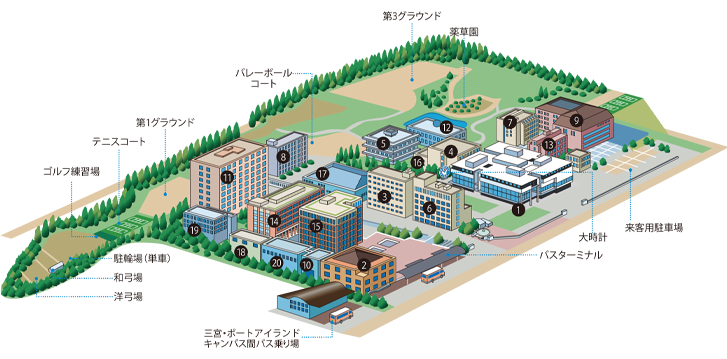 第3グラウンド
薬草園
バレーボール
コート
第1グラウンド
テニスコート
ゴルフ練習場
7
9
12
5
4
13
8
16
11
17
3
6
1
14
15
19
18
20
10
2
大時計
来客用駐車場
バスターミナル
駐輪場（単車）
和弓場
洋弓場
三宮・ポートアイランド
キャンパス間バス乗り場